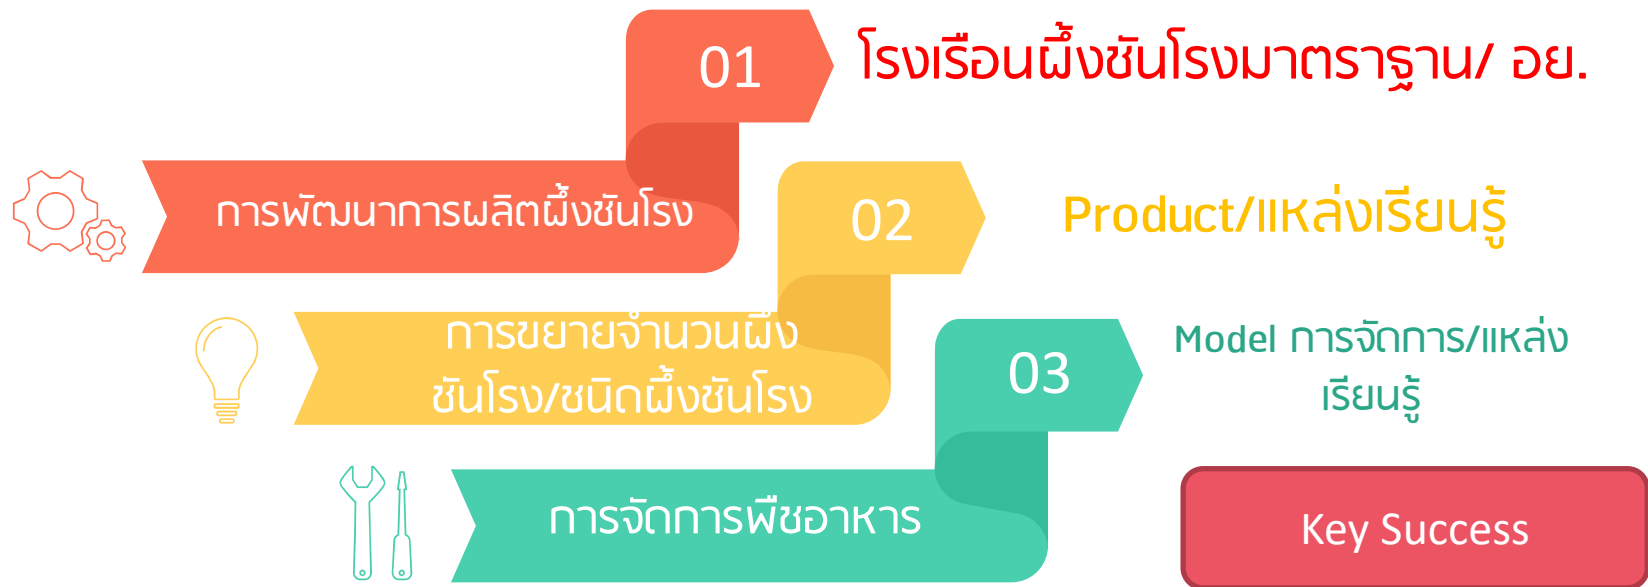 01
โรงเรือนผึ้งชันโรงมาตราฐาน/ อย.
การพัฒนาการผลิตผึ้งชันโรง
02
Product/แหล่งเรียนรู้
การขยายจำนวนผึ้ง
ชันโรง/ชนิดผึ้งชันโรง
03
Model การจัดการ/แหล่ง
เรียนรู้
การจัดการพืชอาหาร
Key Success